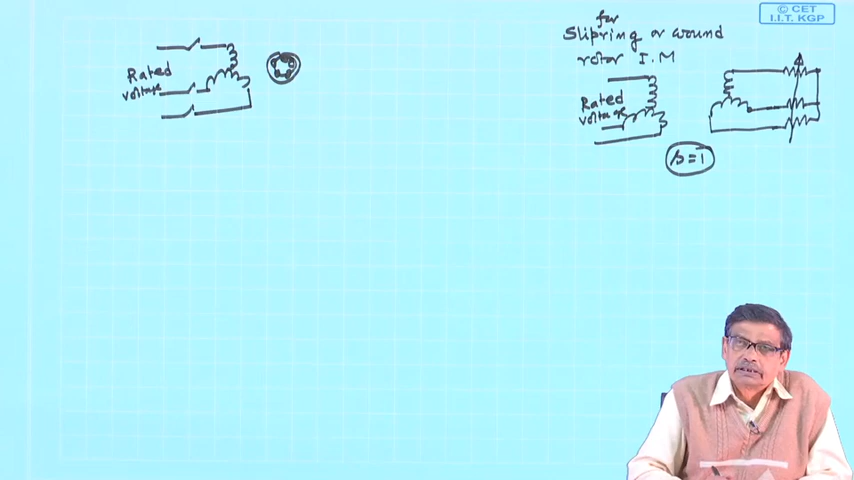 © CET
I.I.T. KGP
for
Slipring or wound
rotor I.M
Rated
voltage
Rated
voltage
s=1